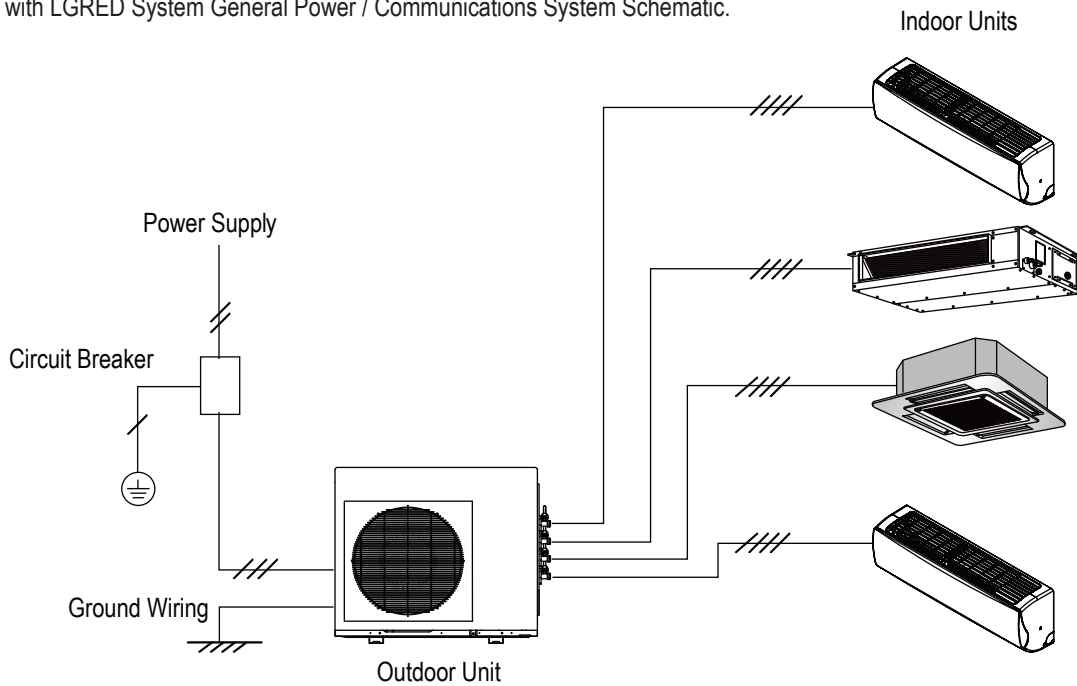 with LGRED System General Power / Communications System Schematic.
Indoor Units
Power Supply
Circuit Breaker
Ground Wiring
Outdoor Unit